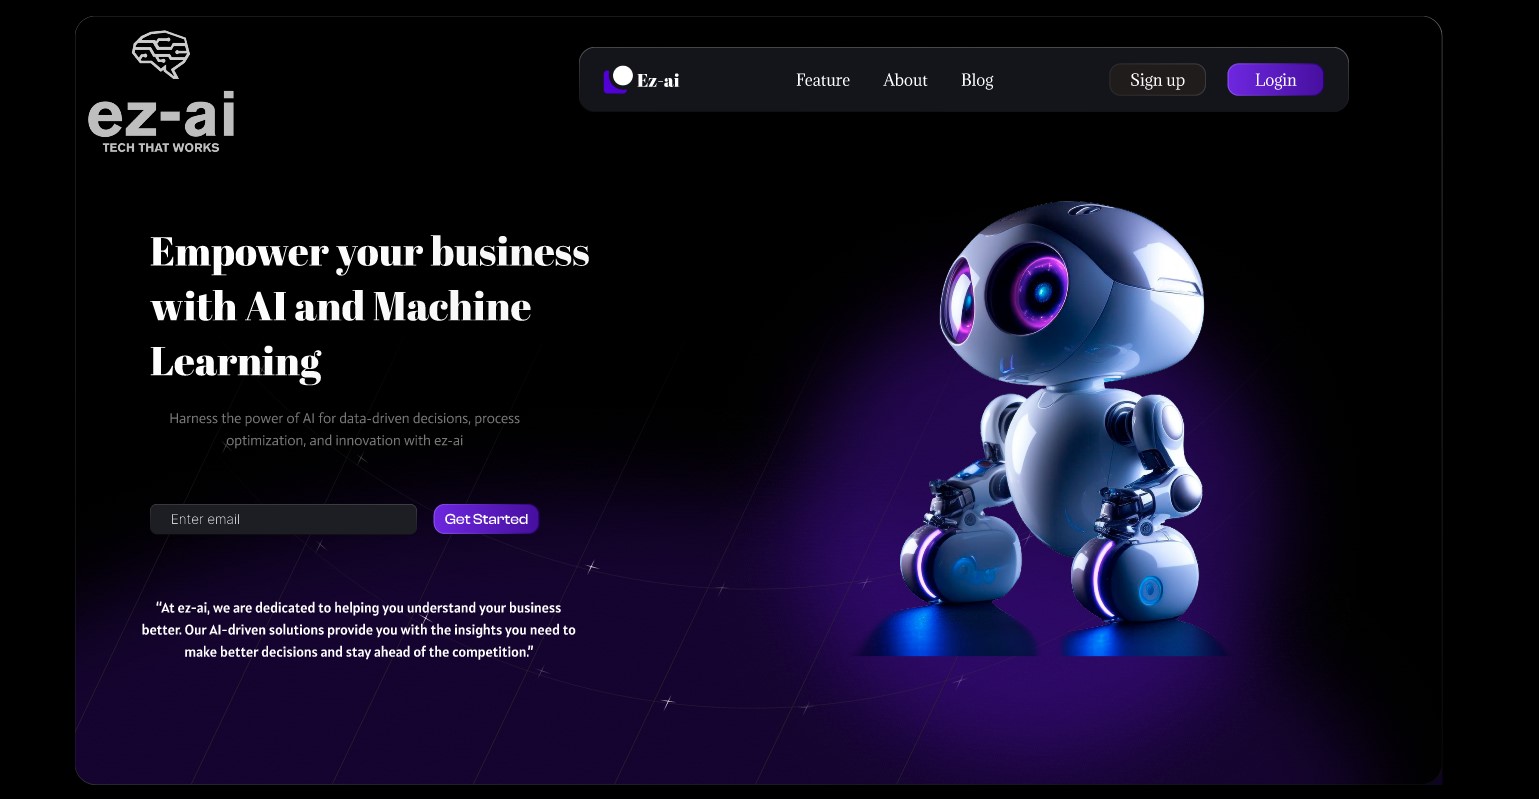 ez-ai
TECH THAT WORKS
Ez-ai
Feature
About
Blog
Sign up
Login
Empower your business
with AI and Machine
Learning
Harness the power of AI for data-driven decisions, process
optimization, and innovation with ez-ai
Enter email
Get Started
“At ez-ai, we are dedicated to helping you understand your business
better. Our AI-driven solutions provide you with the insights you need to
make better decisions and stay ahead of the competition.”